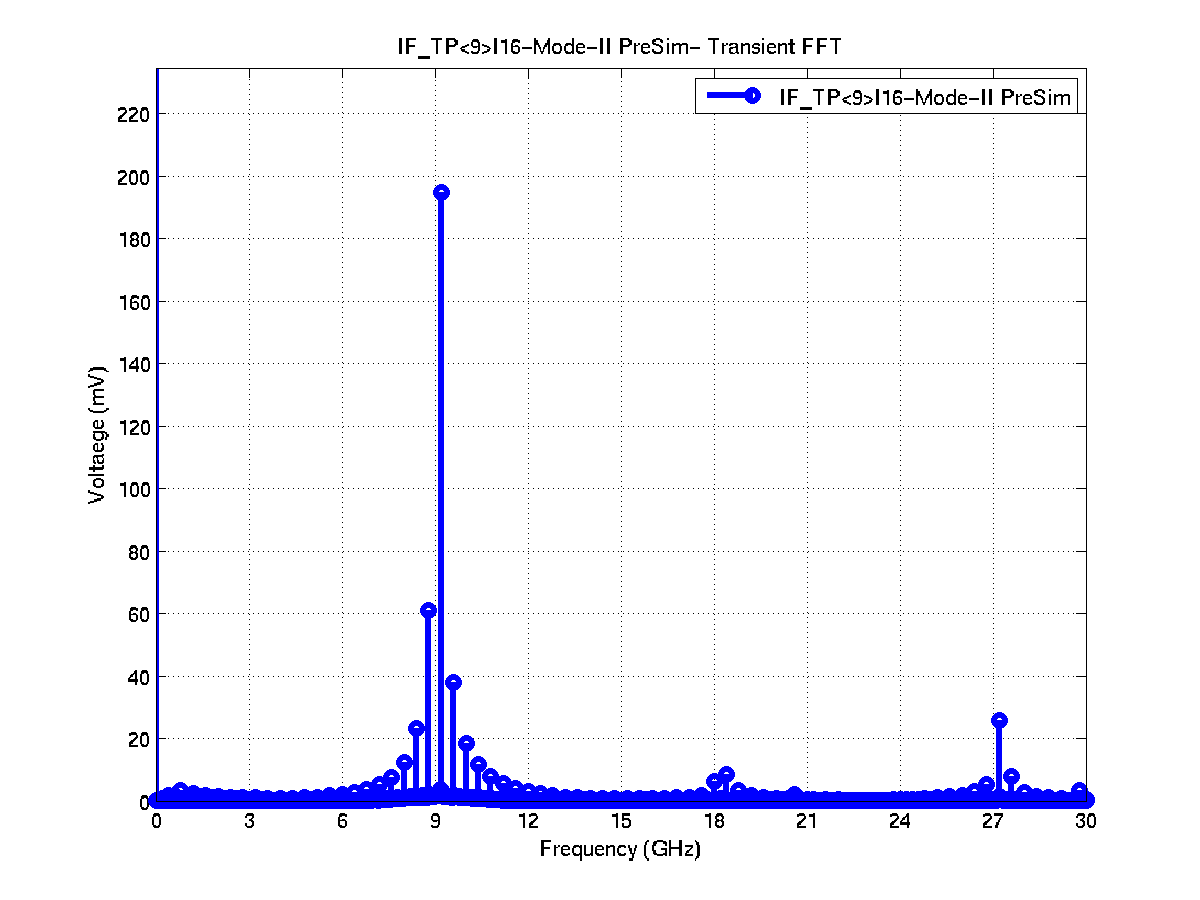 IF_TP<9>I16-Mode-II PreSim- Transient FFT
IF_TP<9>I16-Mode-II PreSim
220
200
180
160
140
120
100
80
60
40
20
0
Voltaege (mV)
0 3 6 9 12 15 18 21 24 27 30
Frequency (GHz)